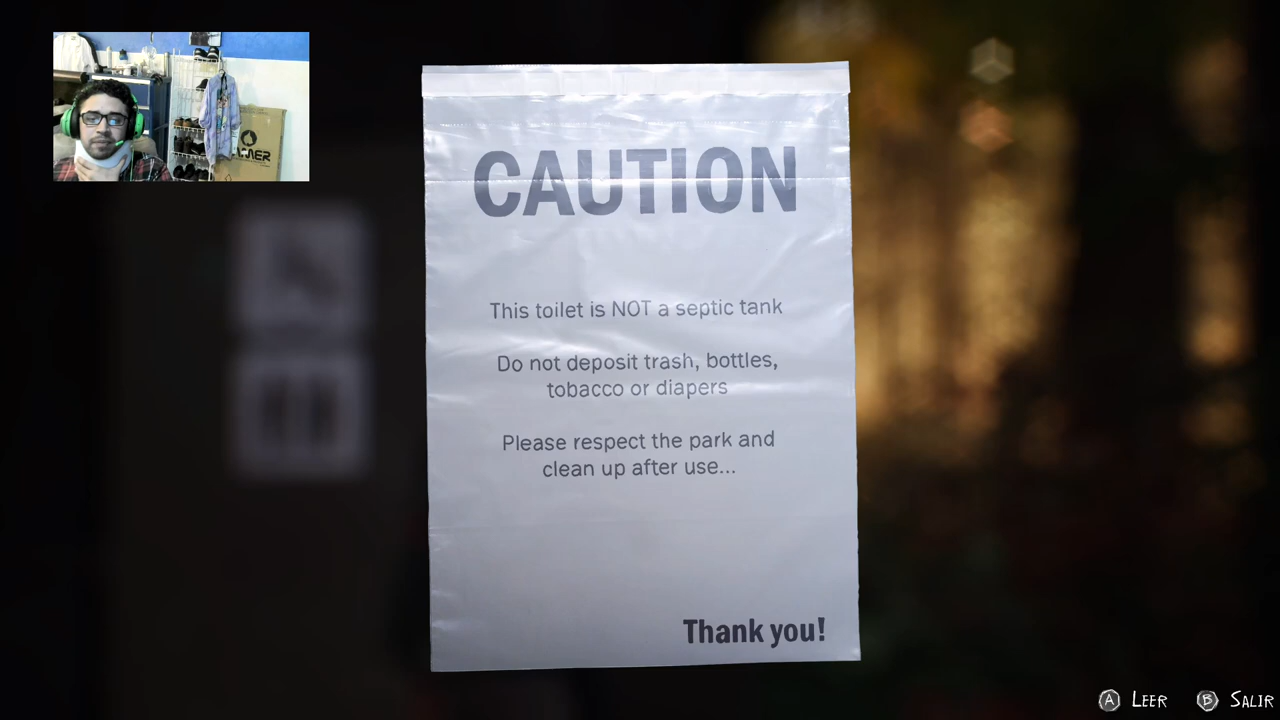 CAUTION
This toilet is NOT a septic tank
Do not deposit trash, bottles,
tobacco or diapers
Please respect the park and
clean up after use...
Thank you!
A LEER B SALIR